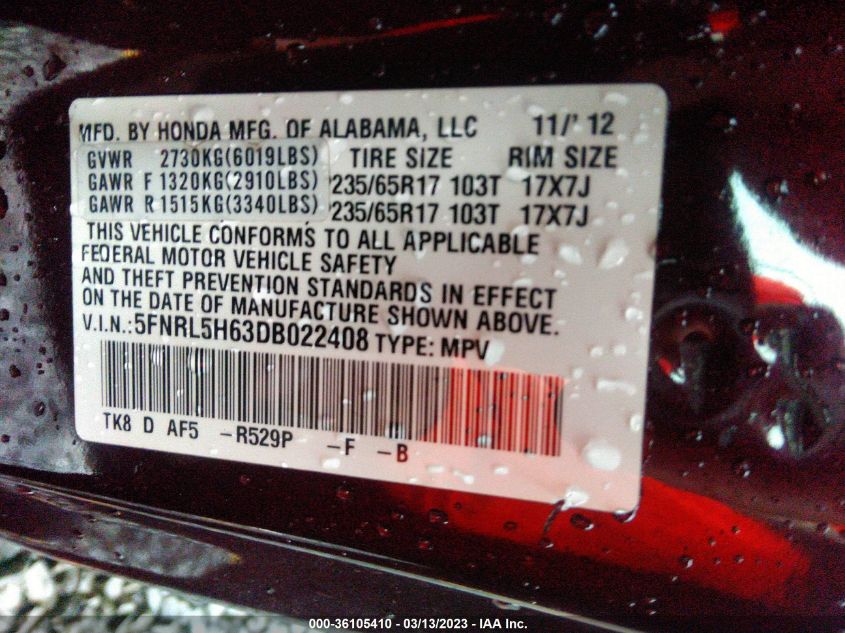 MFD. BY HONDA MFG. OF ALABAMA, LLC 11/'12
GVWR 2730KG(6019LBS) TIRE SIZE RIM SIZE
GAWR F 1320KG(2910LBS) P235/65R17 103T 17X7J
GAWR R 1515KG(3340LBS) P235/65R17 103T 17X7J
THIS VEHICLE CONFORMS TO ALL APPLICABLE
FEDERAL MOTOR VEHICLE SAFETY
AND THEFT PREVENTION STANDARDS IN EFFECT
ON THE DATE OF MANUFACTURE SHOWN ABOVE.
V.I.N.:5FNRL5H63DB022408 TYPE: MPV
TK8 D AF5 -R529P -F -B
000-36105410 - 03/13/2023 - IAA Inc.